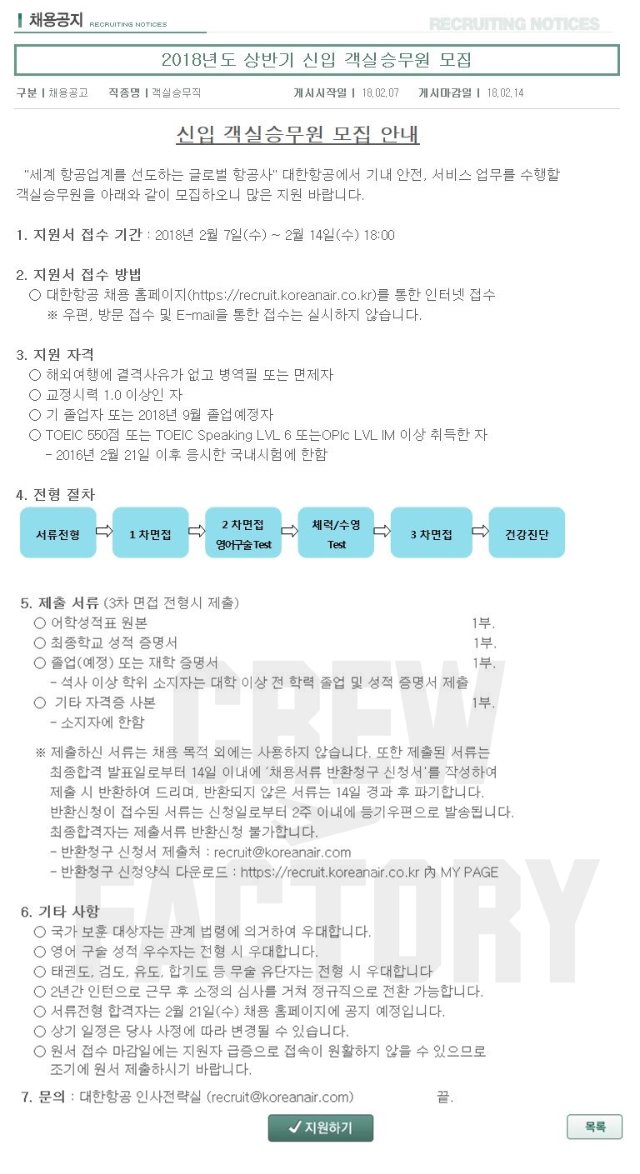 채용공지 RECRUITING NOTICES
RECRUITING NOTICES
2018년도 상반기 신입 객실승무원 모집
구분 | 채용공고 직종명 | 객실승무직 게시시작일 | 18.02.07 게시마감일 | 18.02.14
신입 객실승무원 모집 안내
"세계 항공업계를 선도하는 글로벌 항공사" 대한항공에서 기내 안전, 서비스 업무를 수행할
객실승무원을 아래와 같이 모집하오니 많은 지원 바랍니다.
1. 지원서 접수 기간 : 2018년 2월 7일(수) ~ 2월 14일(수) 18:00
2. 지원서 접수 방법
○ 대한항공 채용 홈페이지(https://recruit.koreanair.co.kr)를 통한 인터넷 접수
※ 우편, 방문 접수 및 E-mail을 통한 접수는 실시하지 않습니다.
3. 지원 자격
○ 해외여행에 결격사유가 없고 병역필 또는 면제자
○ 교정시력 1.0 이상인 자
○ 기 졸업자 또는 2018년 9월 졸업예정자
○ TOEIC 550점 또는 TOEIC Speaking LVL 6 또는OPIc LVL IM 이상 취득한 자
- 2016년 2월 21일 이후 응시한 국내시험에 한함
4. 전형 절차
서류전형 ⇨ 1차면접 ⇨ 2차면접 영어구술Test ⇨ 체력/수영 Test ⇨ 3차면접 ⇨ 건강진단
5. 제출 서류 (3차 면접 전형시 제출)
○ 어학성적표 원본 1부.
○ 최종학교 성적 증명서 1부.
○ 졸업(예정) 또는 재학 증명서 1부.
- 석사 이상 학위 소지자는 대학 이상 전 학력 졸업 및 성적 증명서 제출
○ 기타 자격증 사본 1부.
- 소지자에 한함
※ 제출하신 서류는 채용 목적 외에는 사용하지 않습니다. 또한 제출된 서류는
최종합격 발표일로부터 14일 이내에 '채용서류 반환청구 신청서'를 작성하여
제출 시 반환하여 드리며, 반환되지 않은 서류는 14일 경과 후 파기합니다.
반환신청이 접수된 서류는 신청일로부터 2주 이내에 등기우편으로 발송됩니다.
최종합격자는 제출서류 반환신청 불가합니다.
- 반환청구 신청서 제출처 : recruit@koreanair.com
- 반환청구 신청양식 다운로드 : https://recruit.koreanair.co.kr 內 MY PAGE
CREW
FACTORY
6. 기타 사항
○ 국가 보훈 대상자는 관계 법령에 의거하여 우대합니다.
○ 영어 구술 성적 우수자는 전형 시 우대합니다.
○ 태권도, 검도, 유도, 합기도 등 무술 유단자는 전형 시 우대합니다
○ 2년간 인턴으로 근무 후 소정의 심사를 거쳐 정규직으로 전환 가능합니다.
○ 서류전형 합격자는 2월 21일(수) 채용 홈페이지에 공지 예정입니다.
○ 상기 일정은 당사 사정에 따라 변경될 수 있습니다.
○ 원서 접수 마감일에는 지원자 급증으로 접속이 원활하지 않을 수 있으므로
조기에 원서 제출하시기 바랍니다.
7. 문의 : 대한항공 인사전략실 (recruit@koreanair.com) 끝.
✓ 지원하기
목록